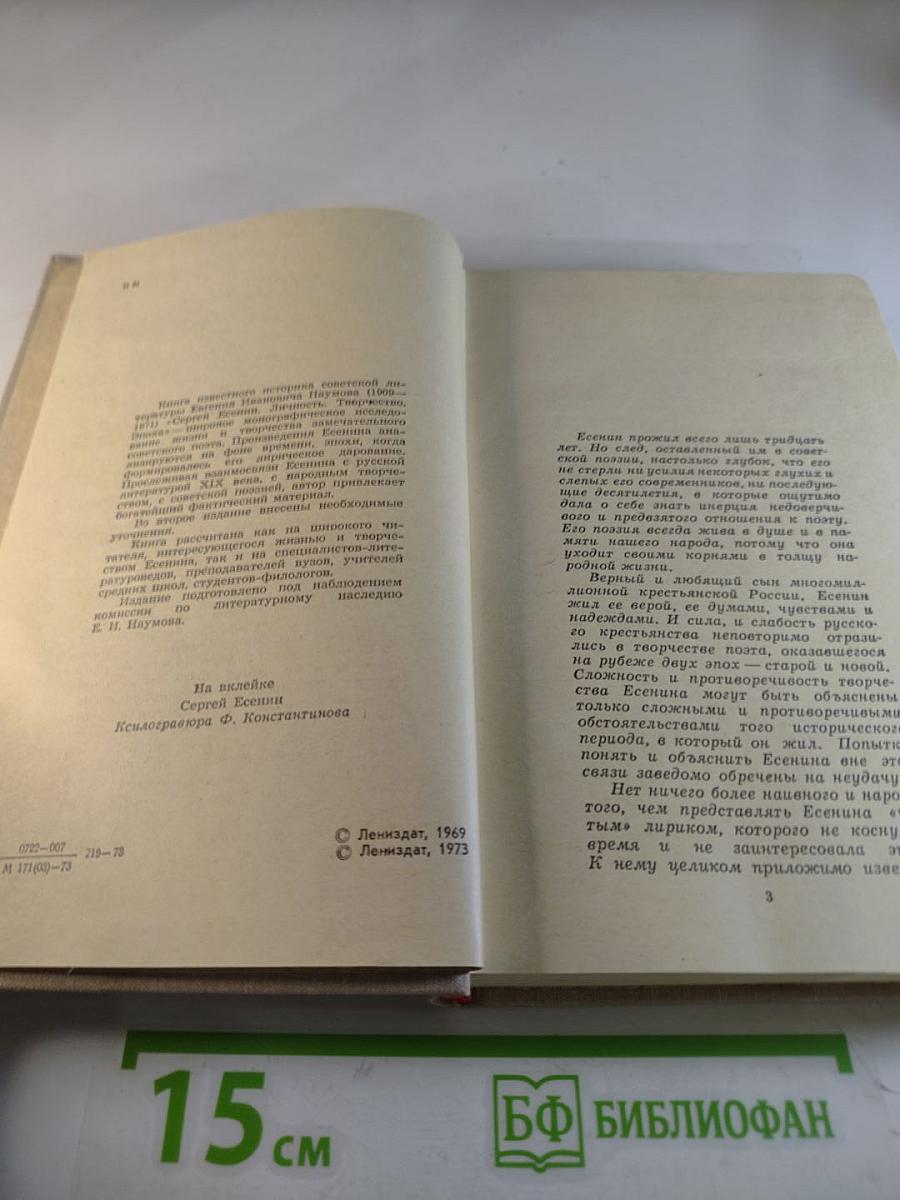 Книга известного историка советской ли-
тературы Евгения Ивановича Наумова (1909—
1971) «Сергей Есенин. Личность. Творчество.
Эпоха» — широкое монографическое исследо-
вание жизни и творчества замечательного
советского поэта. Произведения Есенина ана-
лизируются на фоне времени, эпохи, когда
формировалось его лирическое дарование.
Прослеживая взаимосвязи Есенина с русской
литературой XIX века, с народным творче-
ством, с советской поэзией, автор привлекает
богатейший фактический материал.
Во второе издание внесены необходимые
уточнения.
Книга рассчитана как на широкого чи-
тателя, интересующегося жизнью и творче-
ством Есенина, так и на специалистов-лите-
ратуроведов, преподавателей вузов, учителей
средних школ, студентов-филологов.
Издание подготовлено под наблюдением
комиссии по литературному наследию
Е. И. Наумова.
На вклейке
Сергей Есенин
Ксилогравюра Ф. Константинова
0722—007
М 171(03)—73
219—73
© Лениздат, 1969
© Лениздат, 1973
Есенин прожил всего лишь тридцать
лет. Но след, оставленный им в совет-
ской поэзии, настолько глубок, что его
не стерли ни усилия некоторых глухих и
слепых его современников, ни последую-
щие десятилетия, в которые ощутимо
дала о себе знать инерция недоверчи-
вого и предвзятого отношения к поэту.
Его поэзия всегда жива в душе и в па-
мяти нашего народа, потому что она
уходит своими корнями в толщу на-
родной жизни.
Верный и любящий сын многомил-
лионной крестьянской России, Есенин
жил ее верой, ее думами, чувствами и
надеждами. И сила, и слабость русско-
го крестьянства неповторимо отрази-
лись в творчестве поэта, оказавшегося
на рубеже двух эпох — старой и новой.
Сложность и противоречивость творче-
ства Есенина могут быть объяснены
только сложными и противоречивыми
обстоятельствами того исторического
периода, в который он жил. Попытк
понять и объяснить Есенина вне это
связи заведомо обречены на неудачу
Нет ничего более наивного и наро
того, чем представлять Есенина «ч
тым» лириком, которого не косну
время и не заинтересовала э
К нему целиком приложимо изве
3
15 см
БФ БИБЛИОФАН